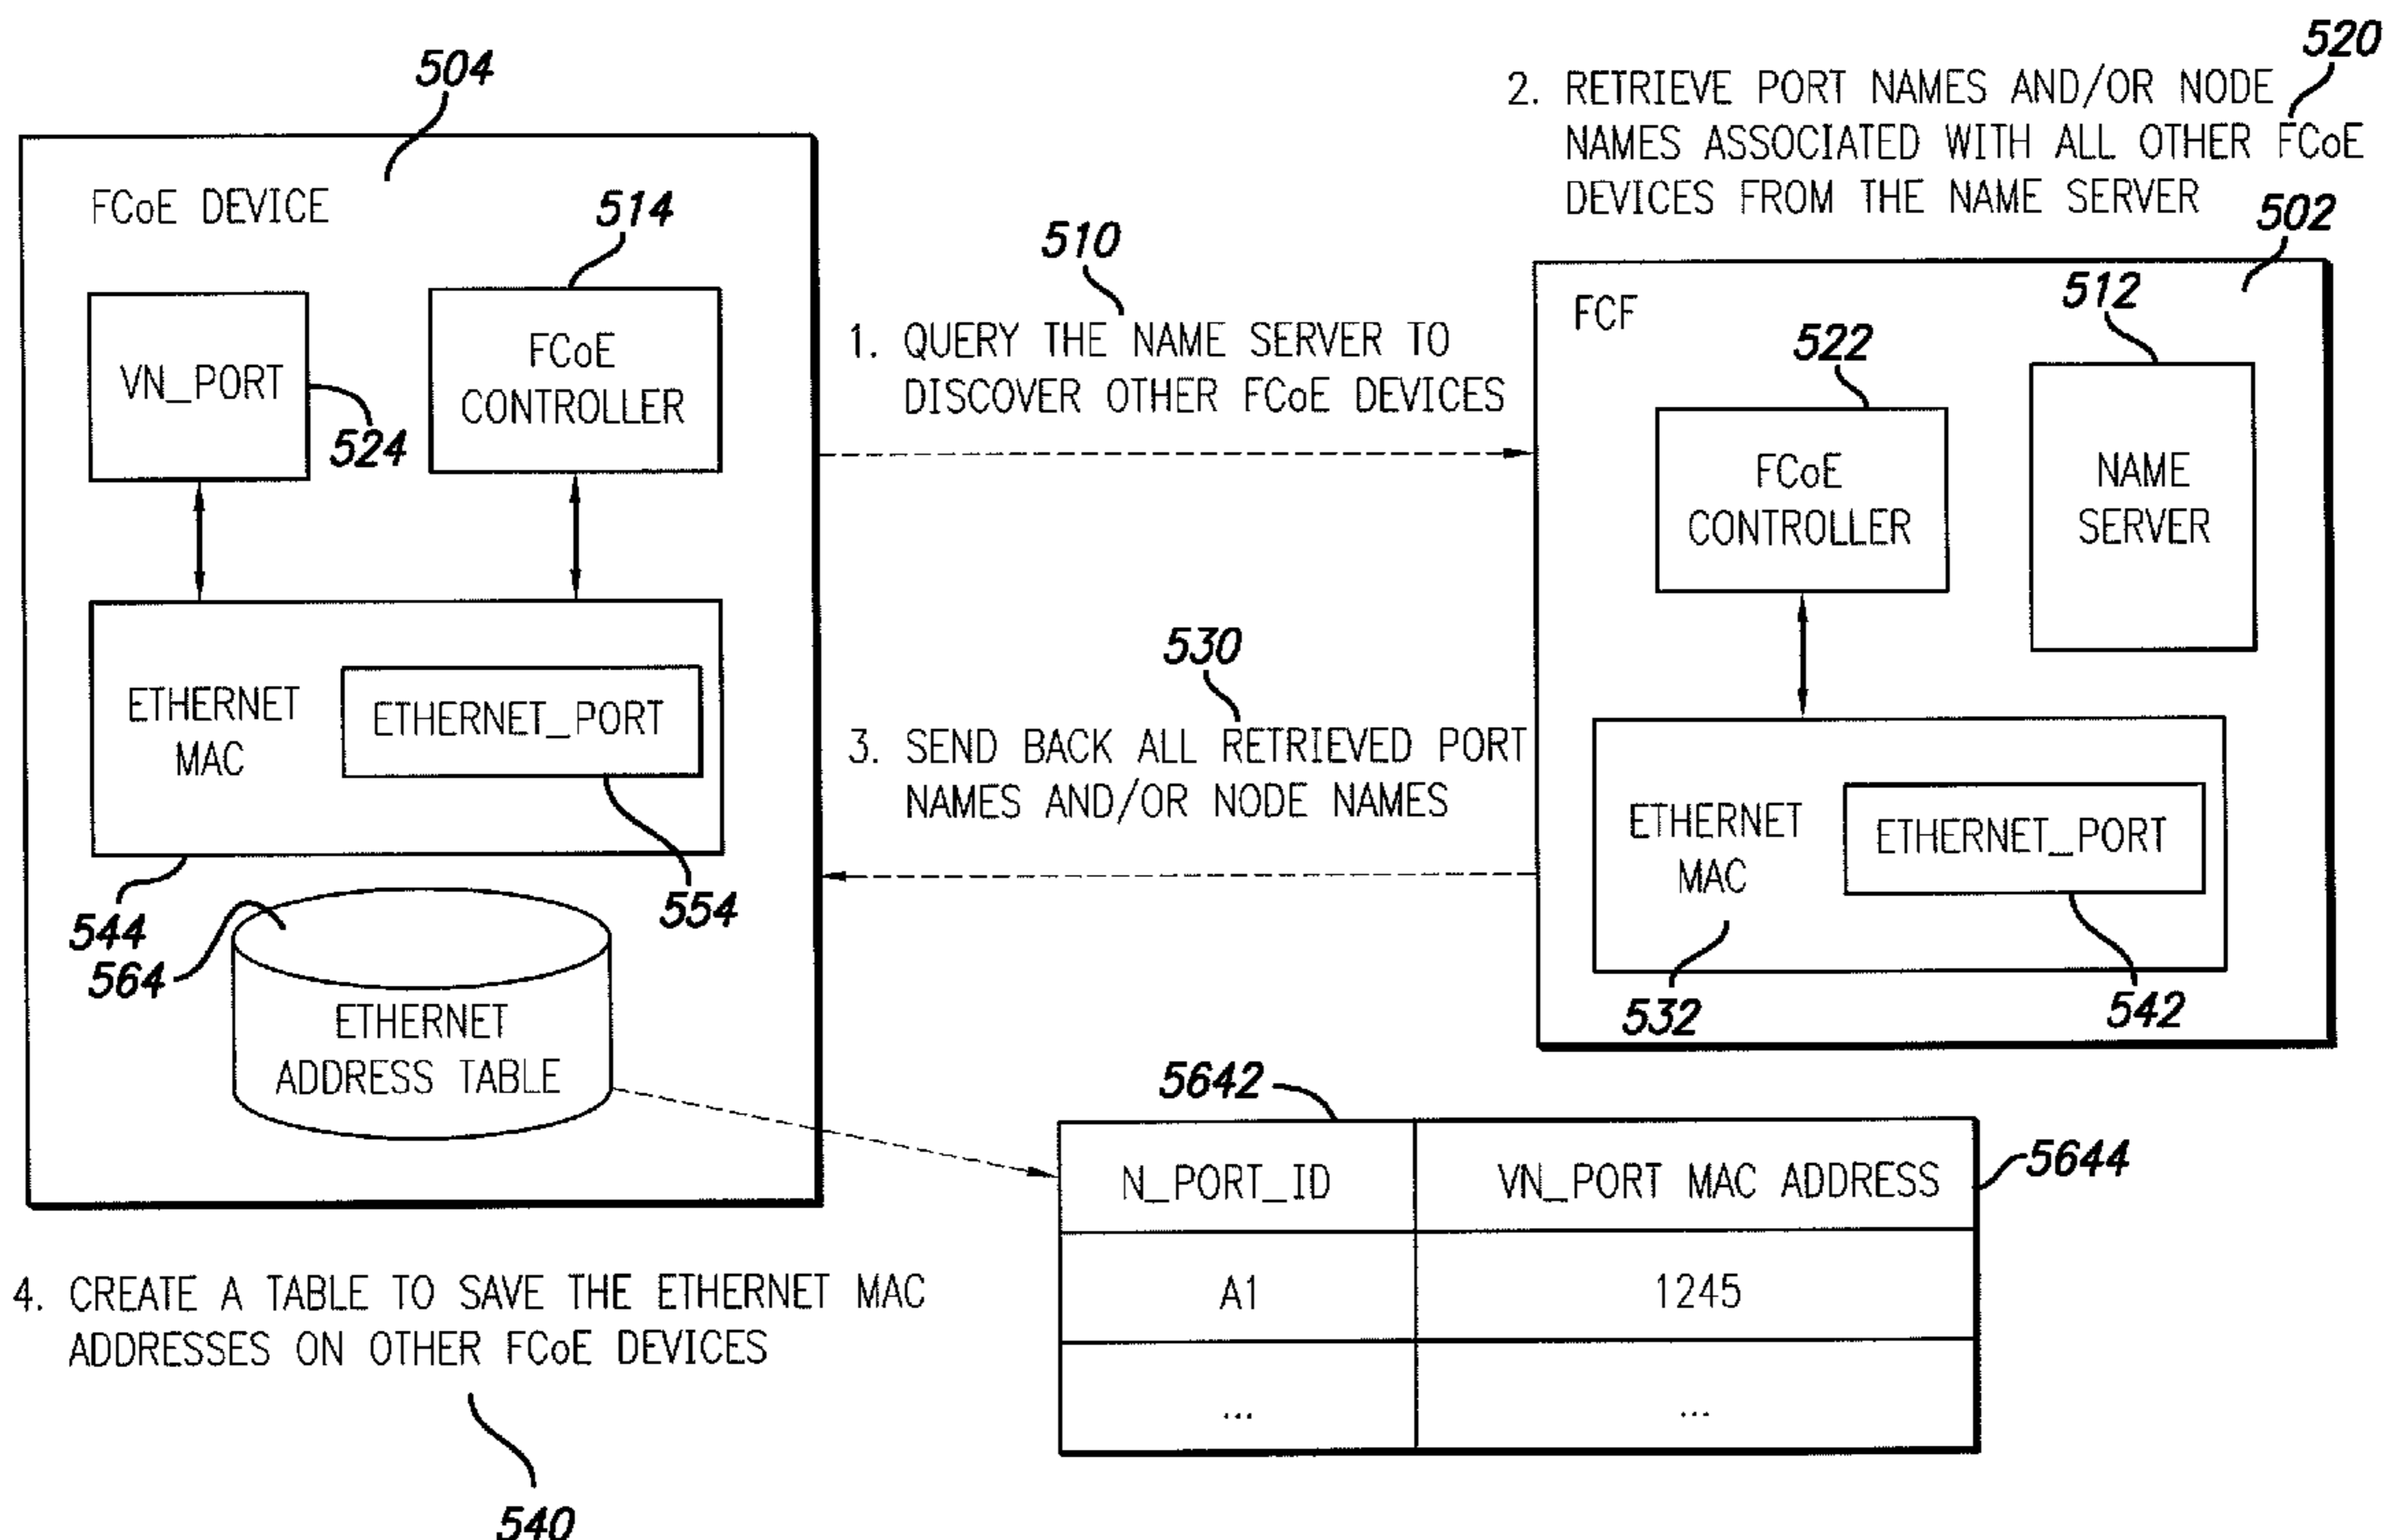 504
FCoE DEVICE
514
VN_PORT
524
FCoE
CONTROLLER
ETHERNET
MAC
ETHERNET_PORT
544
554
564
ETHERNET
ADDRESS TABLE
510
1. QUERY THE NAME SERVER TO
DISCOVER OTHER FCoE DEVICES
520
2. RETRIEVE PORT NAMES AND/OR NODE
NAMES ASSOCIATED WITH ALL OTHER FCoE
DEVICES FROM THE NAME SERVER
502
FCF
512
522
FCoE
CONTROLLER
NAME
SERVER
530
3. SEND BACK ALL RETRIEVED PORT
NAMES AND/OR NODE NAMES
ETHERNET
MAC
ETHERNET_PORT
532
542
5642
5644
N_PORT_ID
VN_PORT MAC ADDRESS
A1
1245
...
...
4. CREATE A TABLE TO SAVE THE ETHERNET MAC
ADDRESSES ON OTHER FCoE DEVICES
540